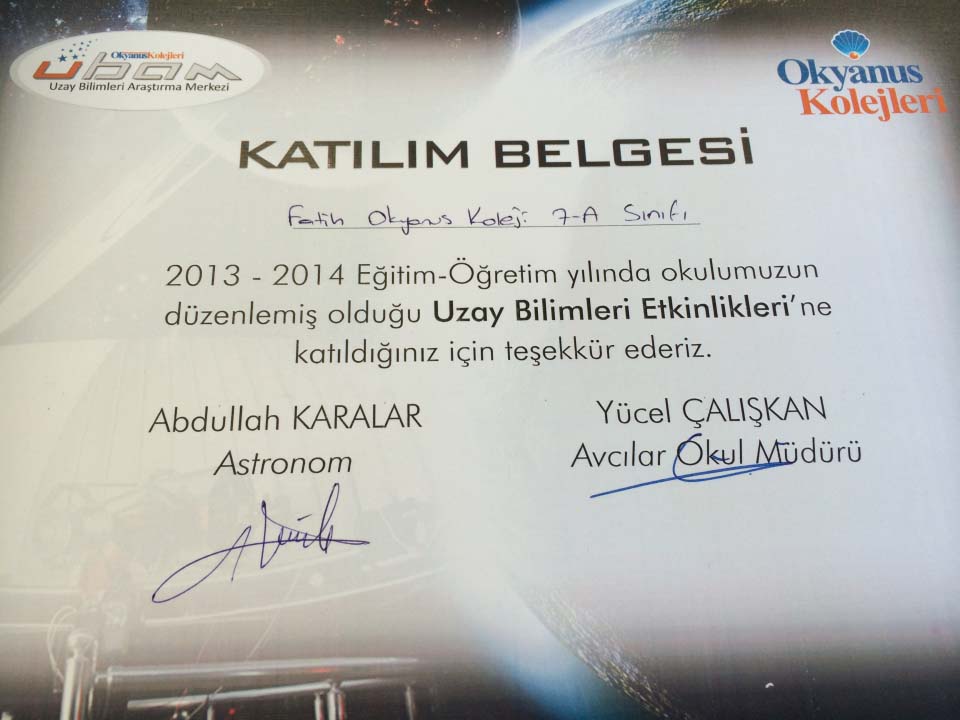 OkyanusKolejleri
ubam
Uzay Bilimleri Araştırma Merkezi
Okyanus
Kolejleri
KATILIM BELGESİ
Fatih Okyanus Koleji 7-A Sınıfı
2013 - 2014 Eğitim-Öğretim yılında okulumuzun
düzenlemiş olduğu Uzay Bilimleri Etkinlikleri'ne
katıldığınız için teşekkür ederiz.
Abdullah KARALAR
Astronom
Yücel ÇALIŞKAN
Avcılar Okul Müdürü